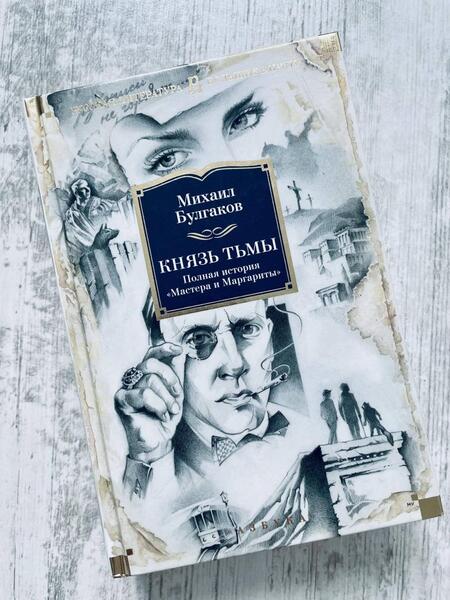 Михаил
Булгаков
КНЯЗЬ ТЬМЫ
Полная история
«Мастера и Маргариты»
АЗБУКА